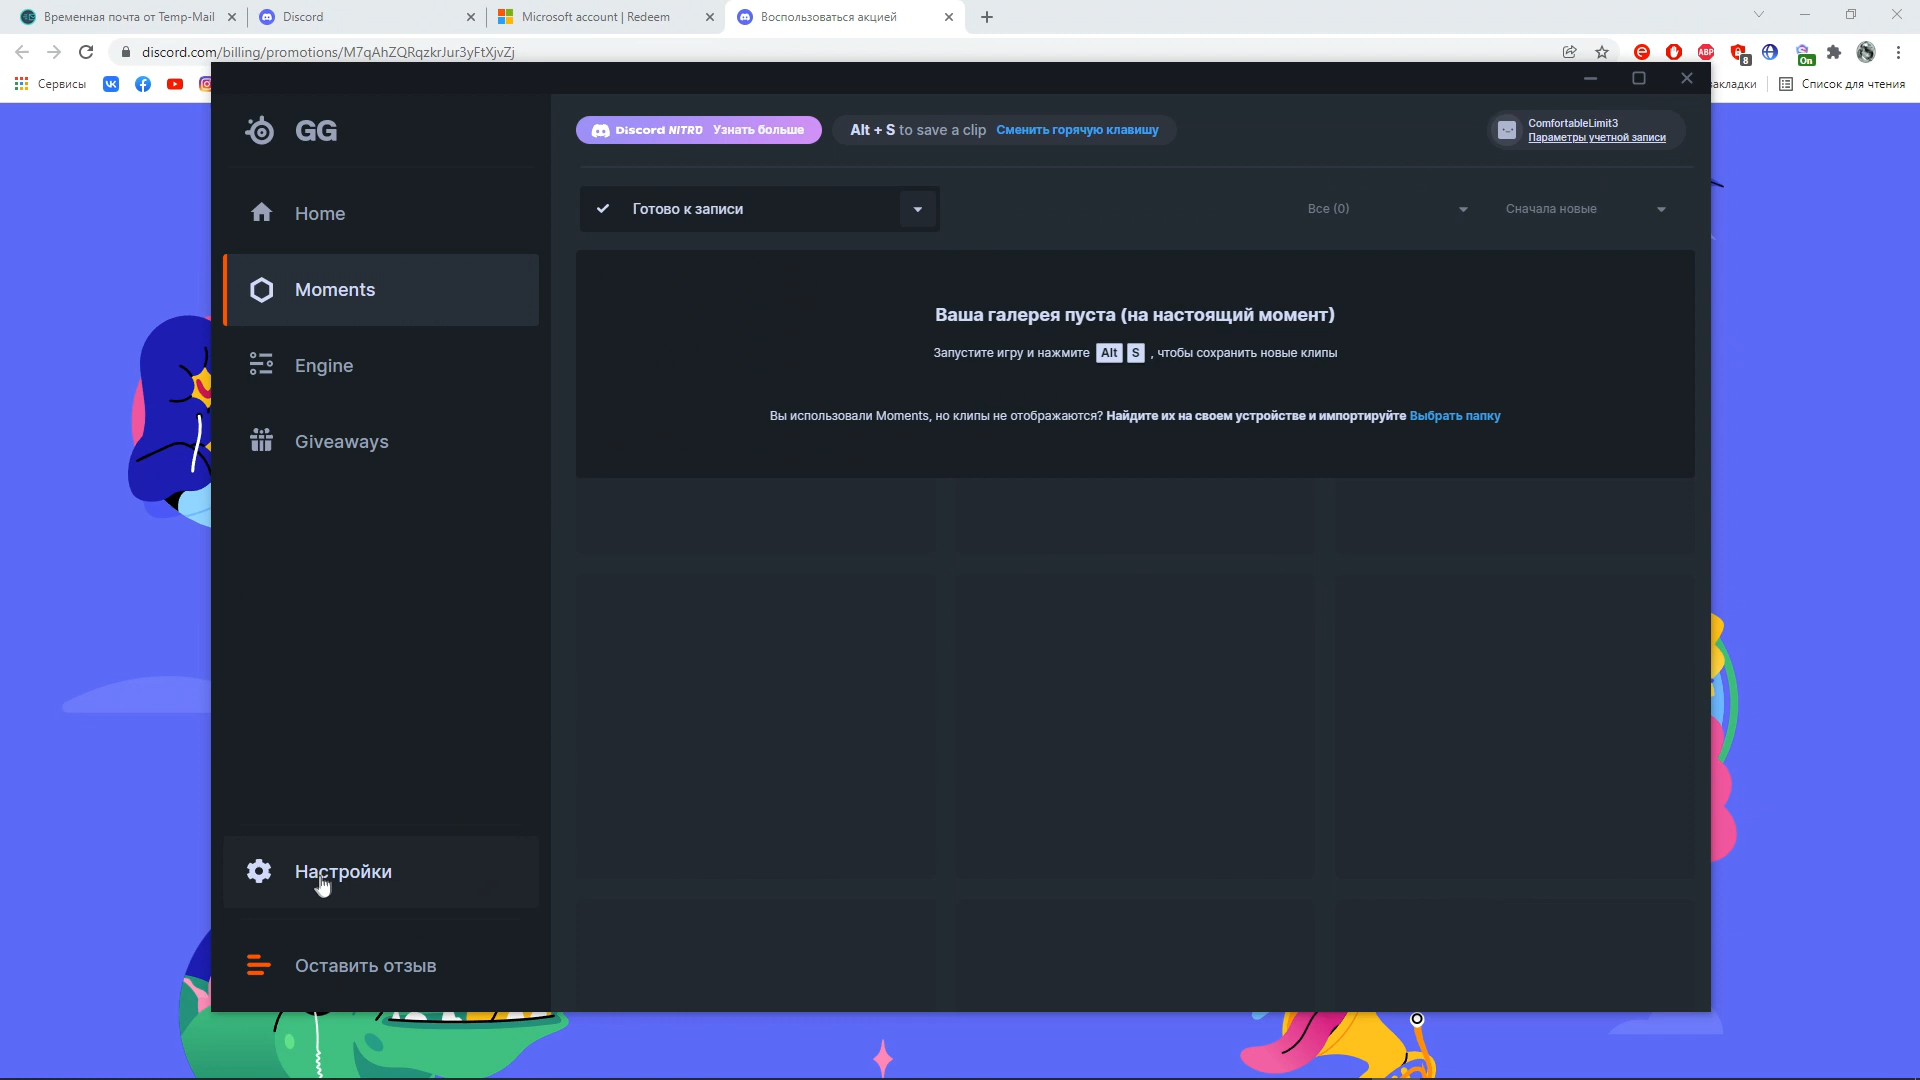 Временная почта от Temp-Mail
Discord
Microsoft account | Redeem
Воспользоваться акцией
discord.com/billing/promotions/M7qAhZQRqzkrJur3yFtXjvZj
ABP
8
On
Сервисы
закладки
Список для чтения
GG
Discord NITRO Узнать больше
Alt + S to save a clip Сменить горячую клавишу
ComfortableLimit3
Параметры учетной записи
Home
Готово к записи
Все (0)
Сначала новые
Moments
Ваша галерея пуста (на настоящий момент)
Запустите игру и нажмите Alt S , чтобы сохранить новые клипы
Engine
Вы использовали Moments, но клипы не отображаются? Найдите их на своем устройстве и импортируйте Выбрать папку
Giveaways
Настройки
Оставить отзыв